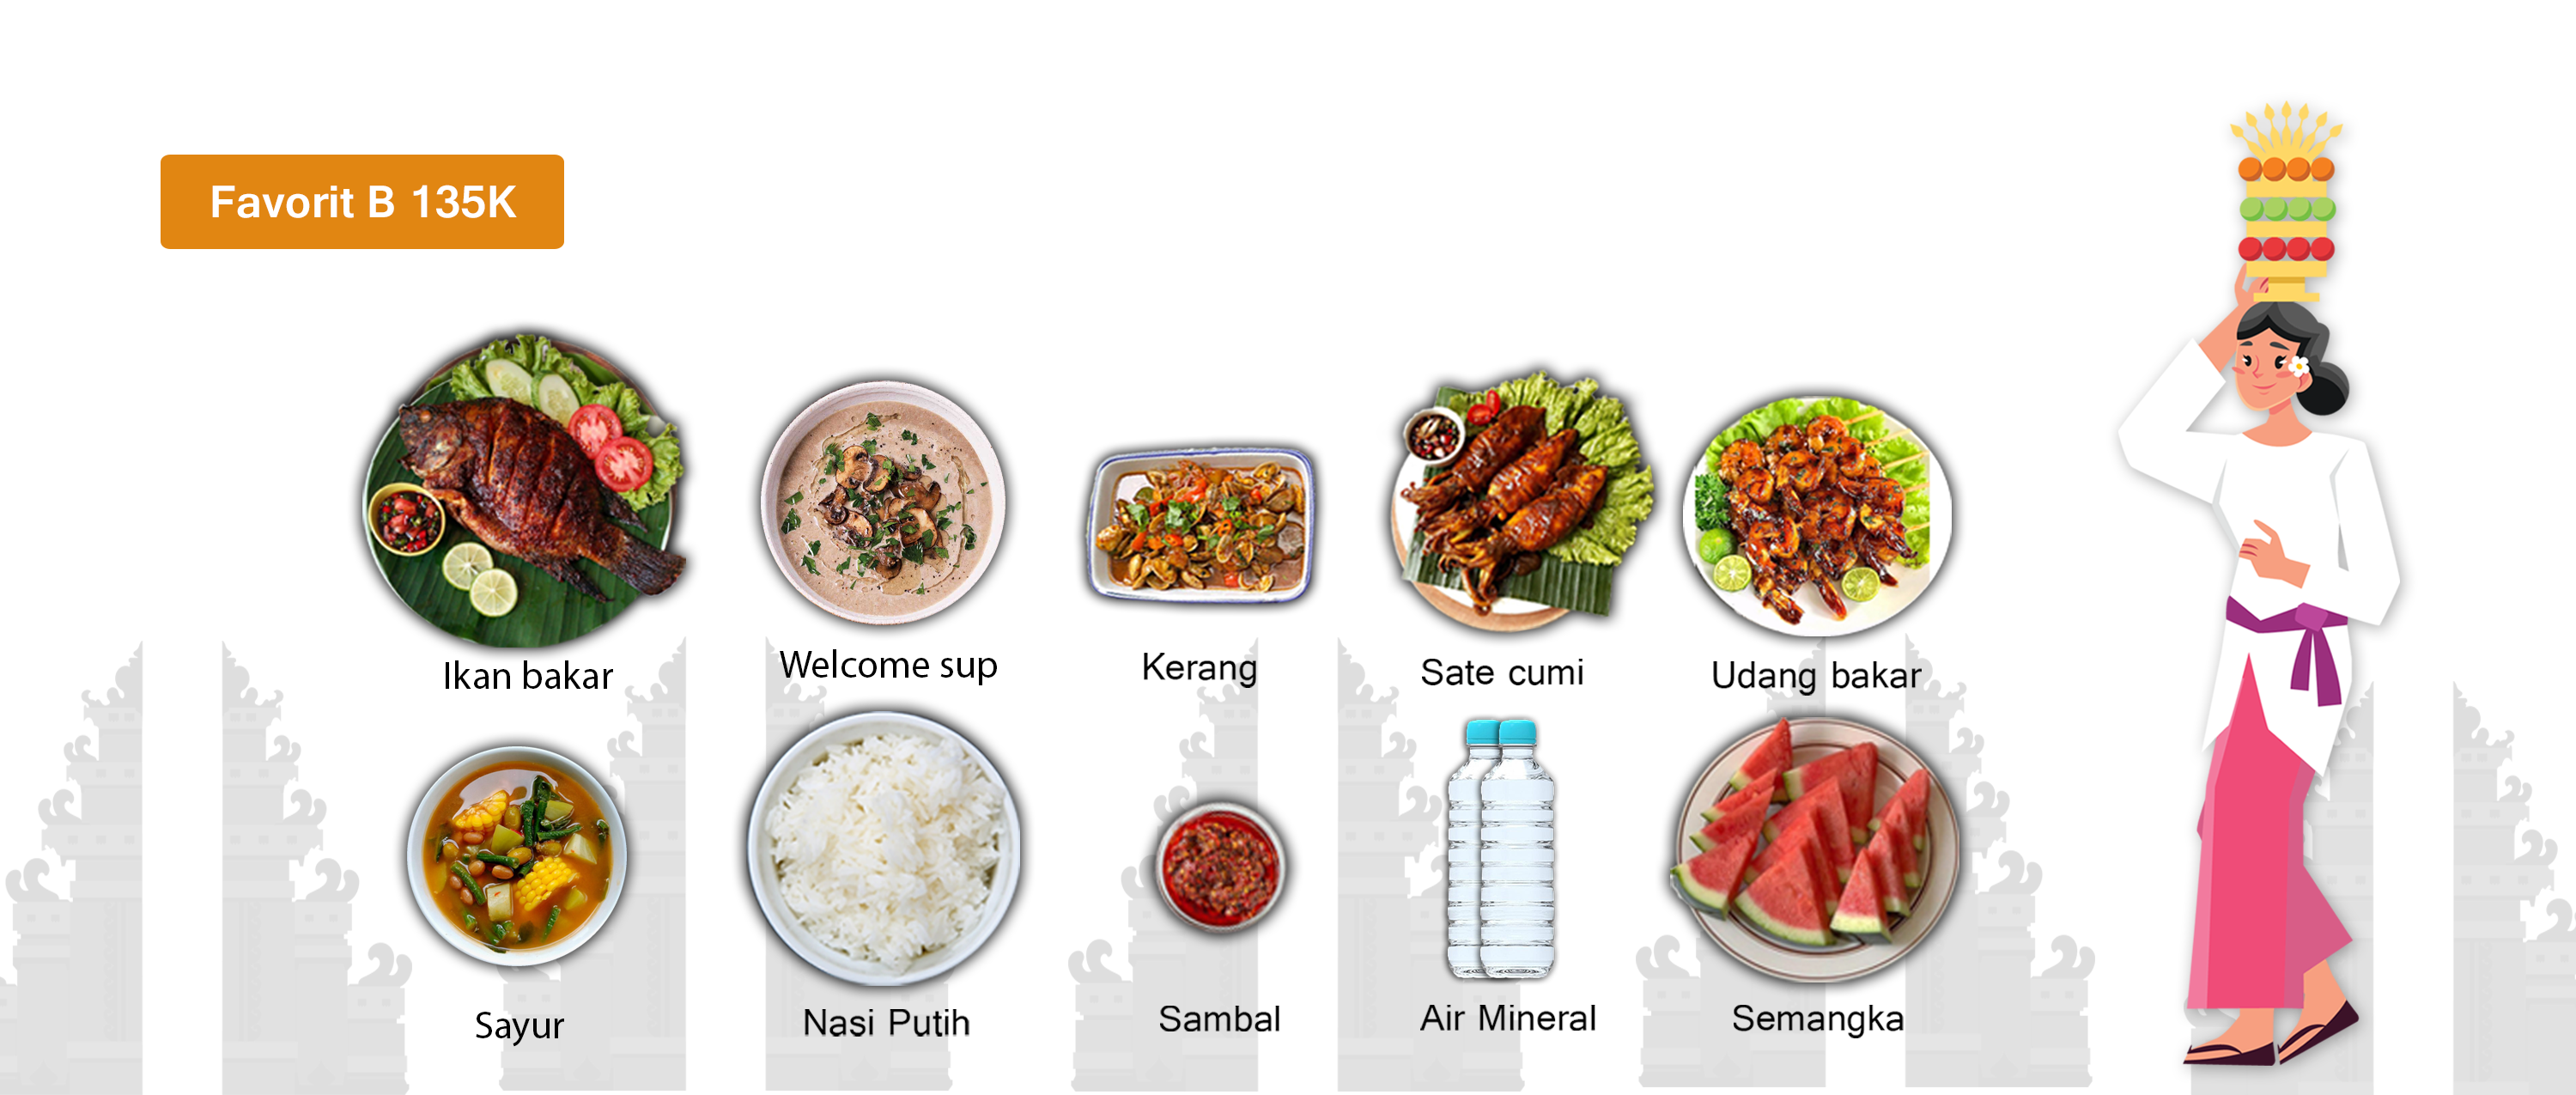 Favorit B 135K
Ikan bakar
Welcome sup
Kerang
Sate cumi
Udang bakar
Sayur
Nasi Putih
Sambal
Air Mineral
Semangka